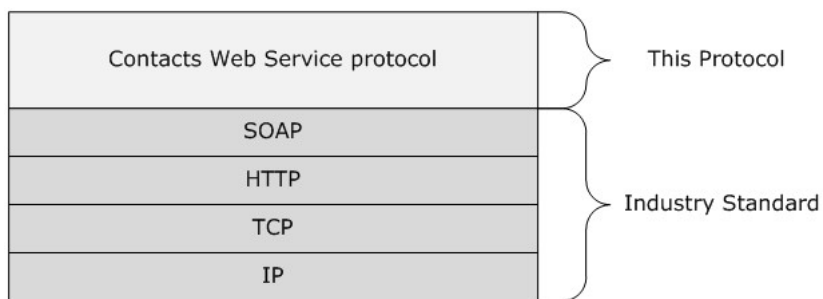 Contacts Web Service protocol
This Protocol
SOAP
HTTP
TCP
IP
Industry Standard